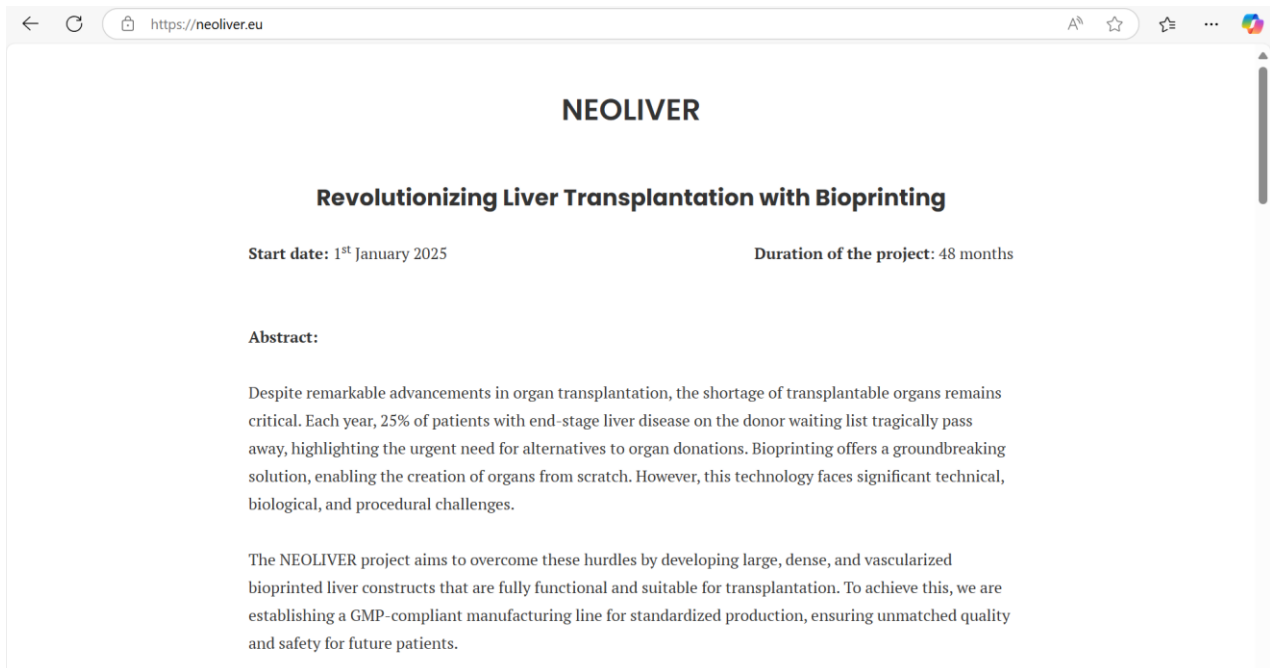 https://neoliver.eu
NEOLIVER
Revolutionizing Liver Transplantation with Bioprinting
Start date: 1st January 2025
Duration of the project: 48 months
Abstract:
Despite remarkable advancements in organ transplantation, the shortage of transplantable organs remains
critical. Each year, 25% of patients with end-stage liver disease on the donor waiting list tragically pass
away, highlighting the urgent need for alternatives to organ donations. Bioprinting offers a groundbreaking
solution, enabling the creation of organs from scratch. However, this technology faces significant technical,
biological, and procedural challenges.
The NEOLIVER project aims to overcome these hurdles by developing large, dense, and vascularized
bioprinted liver constructs that are fully functional and suitable for transplantation. To achieve this, we are
establishing a GMP-compliant manufacturing line for standardized production, ensuring unmatched quality
and safety for future patients.